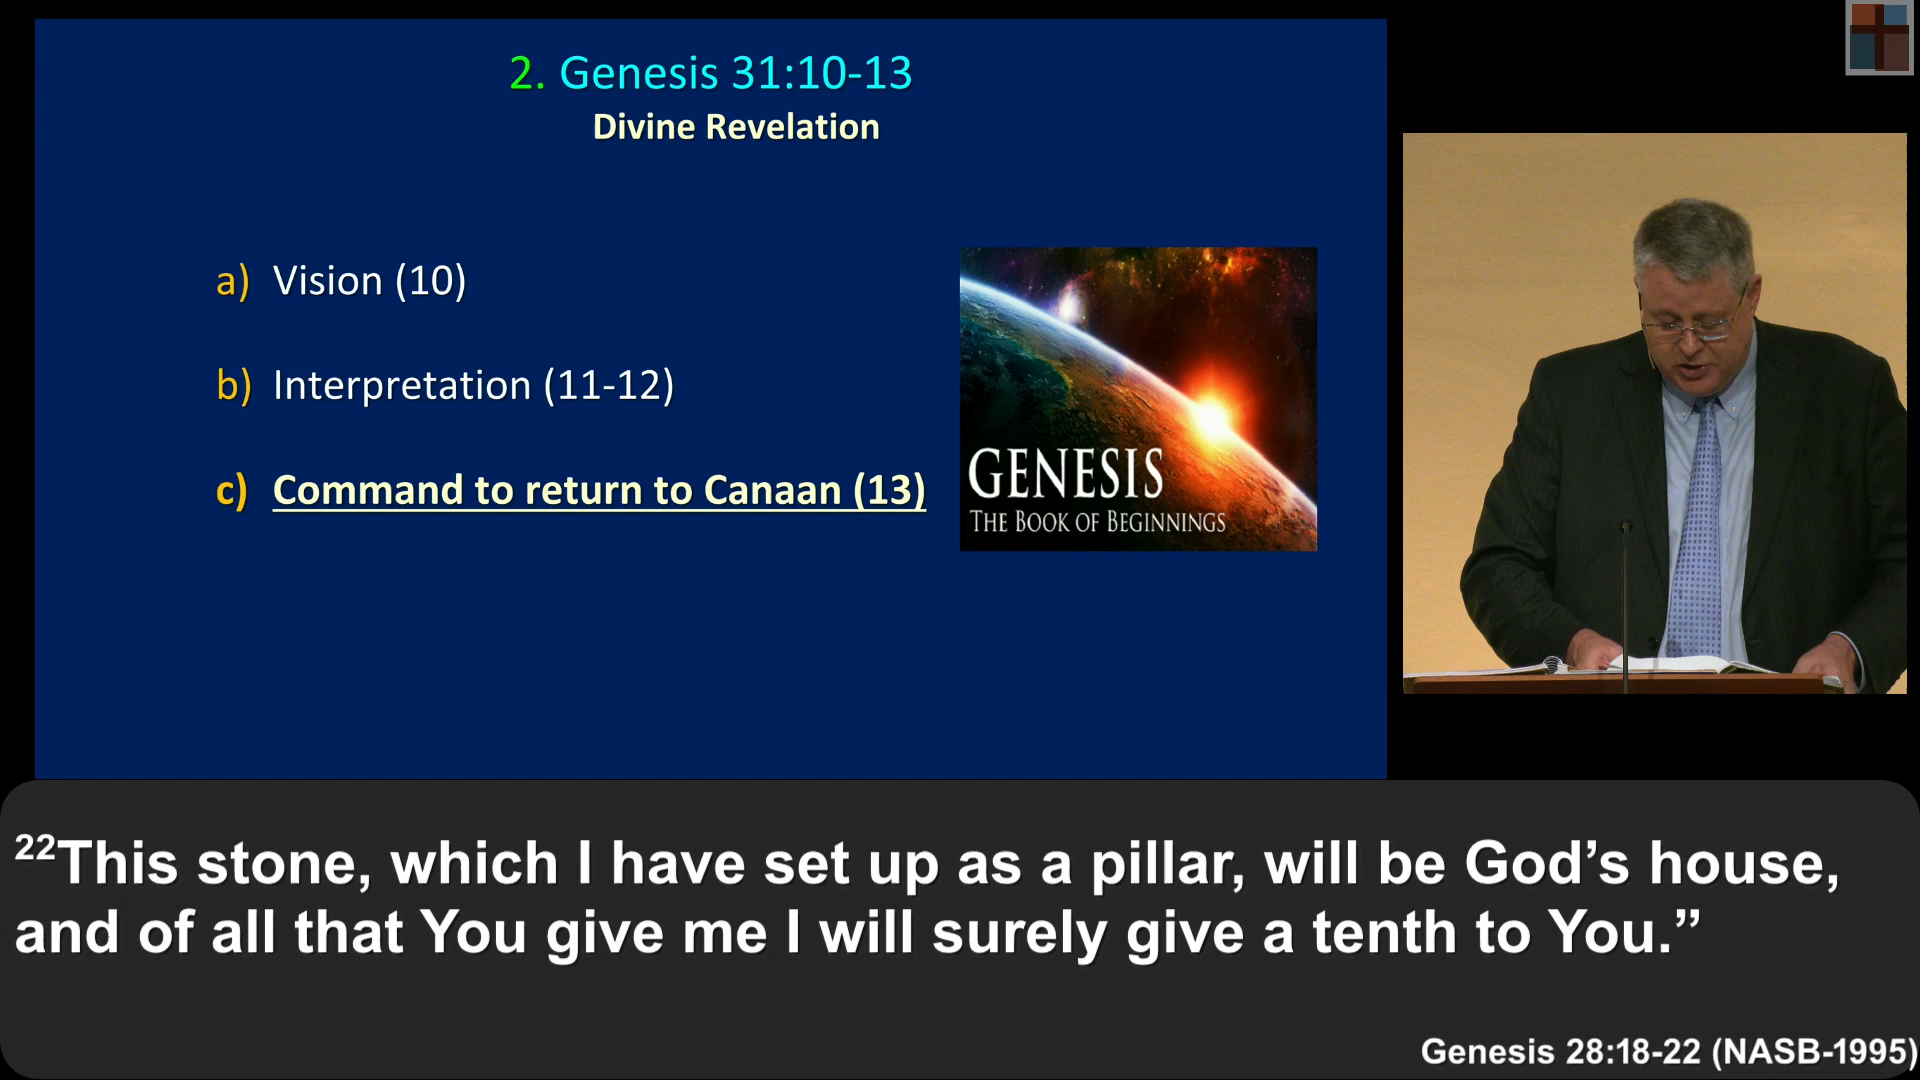 2. Genesis 31:10-13
Divine Revelation
a) Vision (10)
b) Interpretation (11-12)
c) Command to return to Canaan (13)
GENESIS
THE BOOK OF BEGINNINGS
22This stone, which I have set up as a pillar, will be God’s house,
and of all that You give me I will surely give a tenth to You.”
Genesis 28:18-22 (NASB-1995)